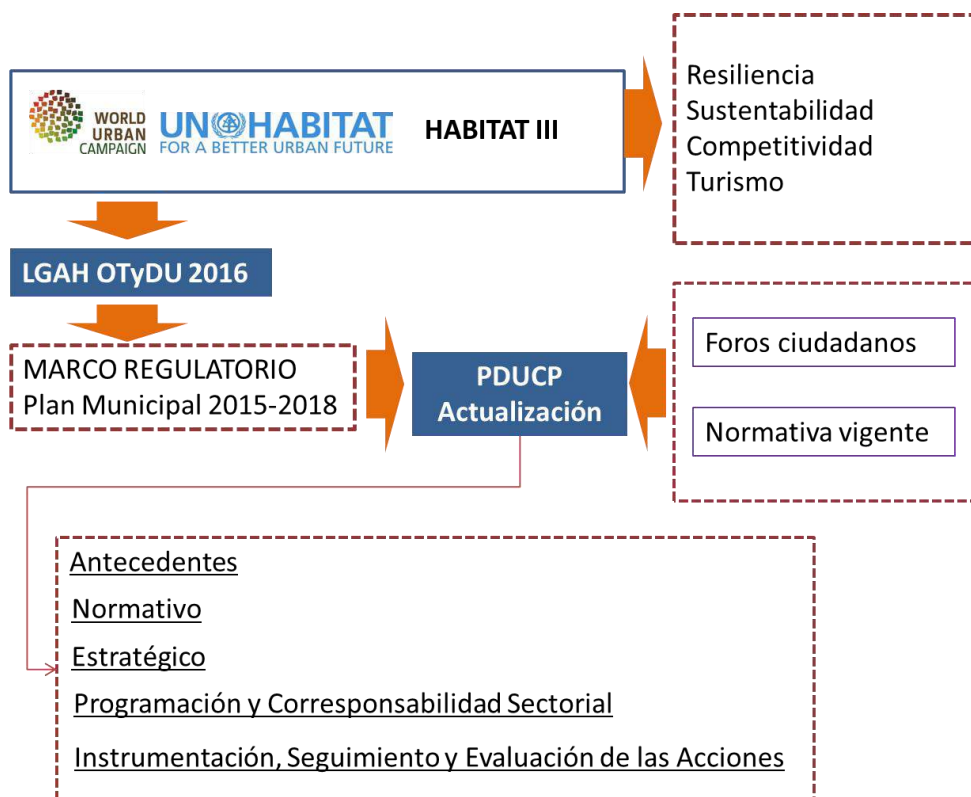 WORLD
URBAN
CAMPAIGN
UN HABITAT
FOR A BETTER URBAN FUTURE
HABITAT III
Resiliencia
Sustentabilidad
Competitividad
Turismo
LGAH OTyDU 2016
MARCO REGULATORIO
Plan Municipal 2015-2018
PDUCP
Actualización
Foros ciudadanos
Normativa vigente
Antecedentes
Normativo
Estratégico
Programación y Corresponsabilidad Sectorial
Instrumentación, Seguimiento y Evaluación de las Acciones